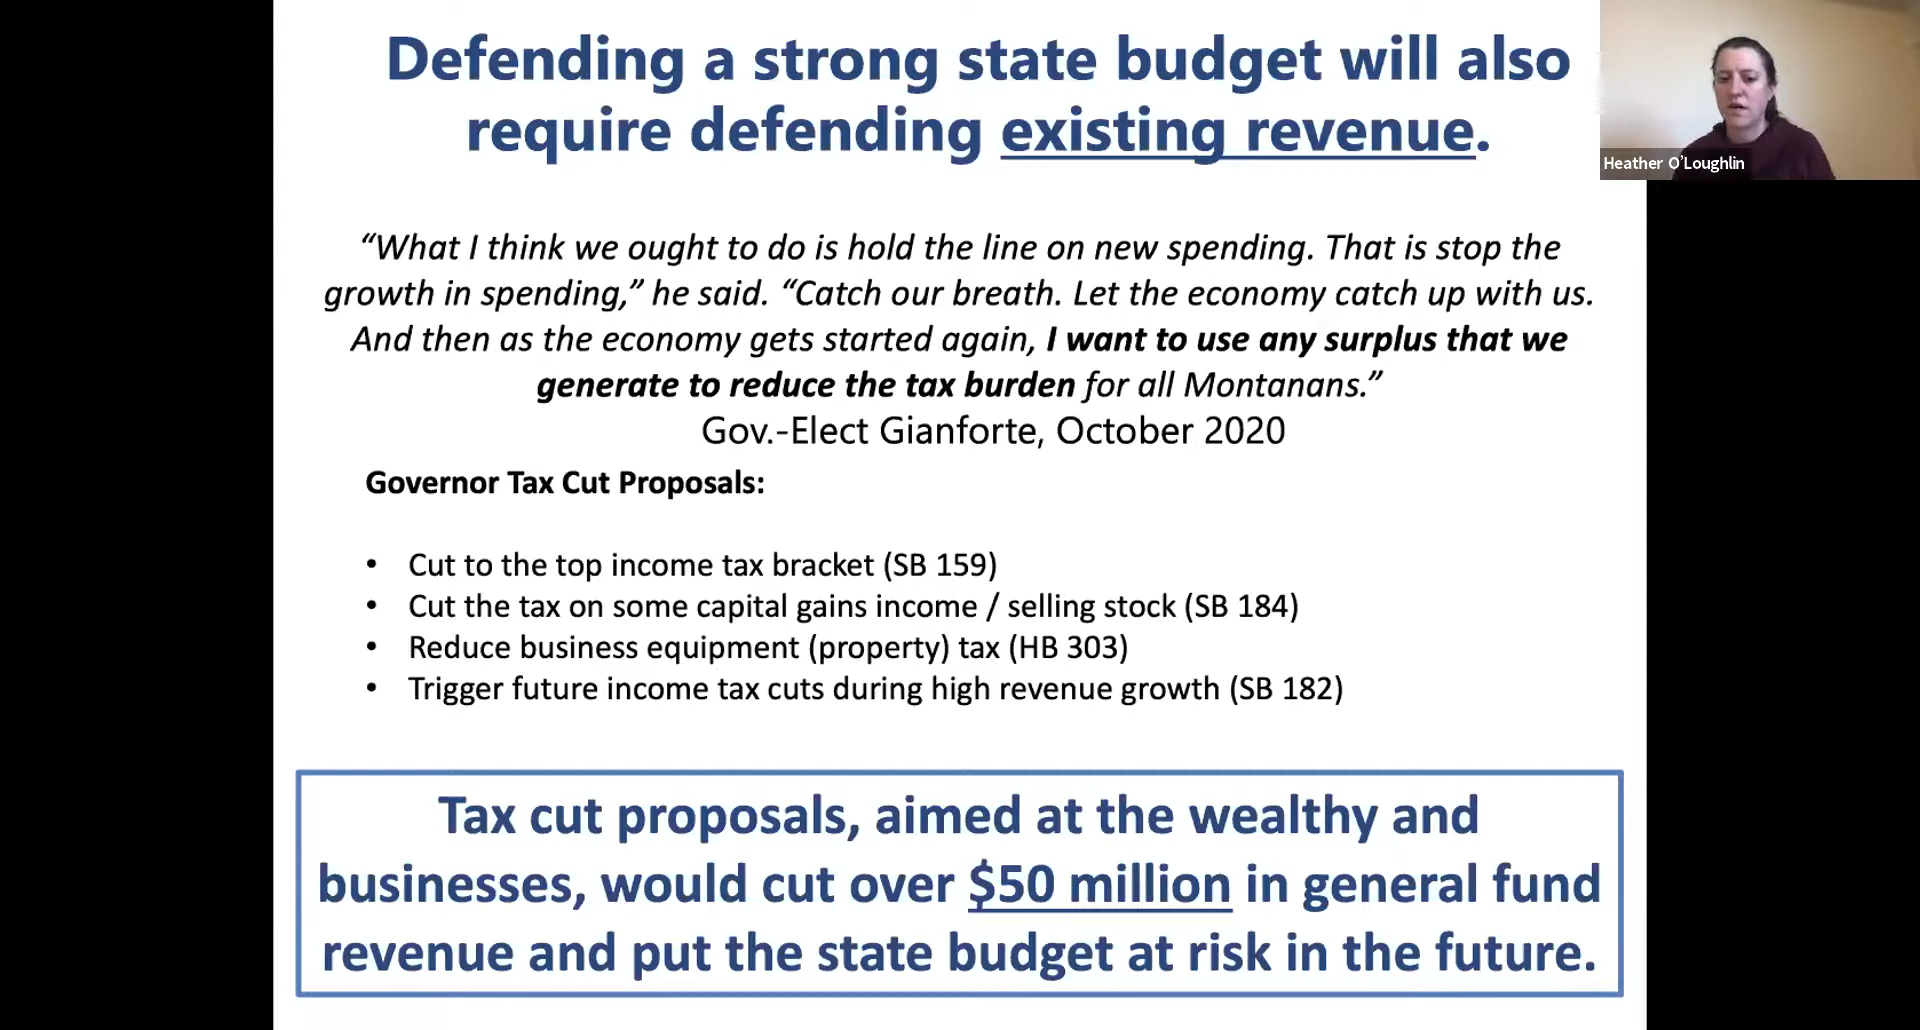 Defending a strong state budget will also
require defending existing revenue.
Heather O'Loughlin
“What I think we ought to do is hold the line on new spending. That is stop the
growth in spending,” he said. “Catch our breath. Let the economy catch up with us.
And then as the economy gets started again, I want to use any surplus that we
generate to reduce the tax burden for all Montanans.”
Gov.-Elect Gianforte, October 2020
Governor Tax Cut Proposals:
• Cut to the top income tax bracket (SB 159)
• Cut the tax on some capital gains income / selling stock (SB 184)
• Reduce business equipment (property) tax (HB 303)
• Trigger future income tax cuts during high revenue growth (SB 182)
Tax cut proposals, aimed at the wealthy and
businesses, would cut over $50 million in general fund
revenue and put the state budget at risk in the future.